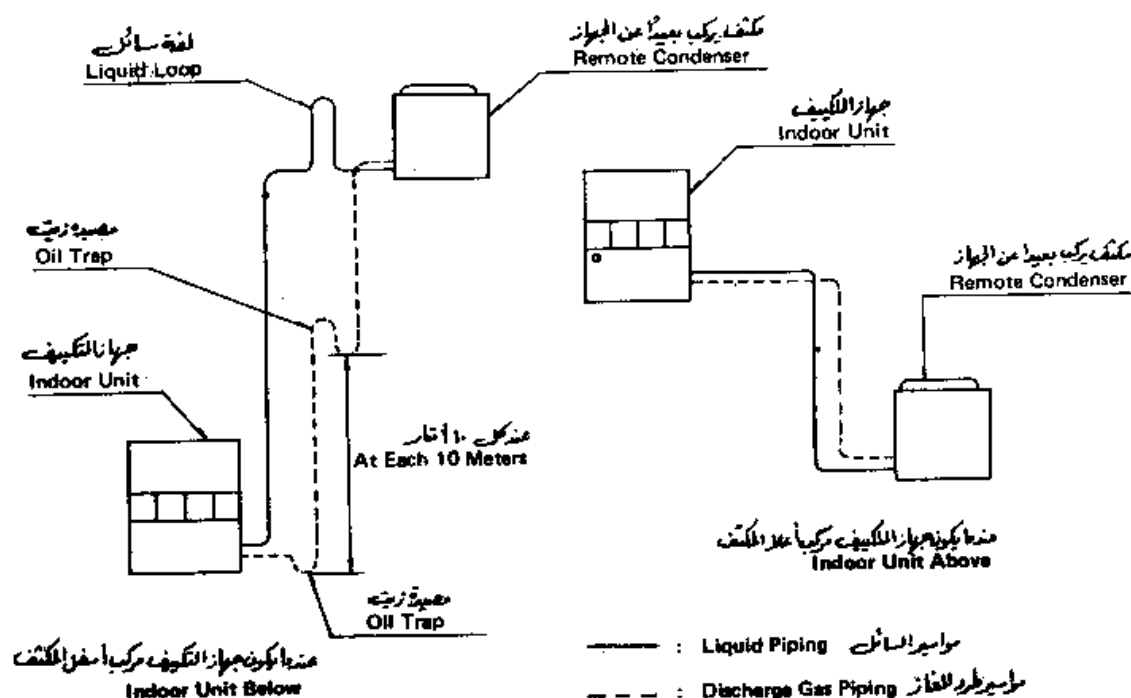 لفة سائل
Liquid Loop
مكثف يركب بعيداً عن الجهاز
Remote Condenser
جهاز التكييف
Indoor Unit
مصيدة زيت
Oil Trap
مكثف يركب بعيداً عن الجهاز
Remote Condenser
جهاز التكييف
Indoor Unit
عند كل ١٠ أمتار
At Each 10 Meters
مصيدة زيت
Oil Trap
عندما يكون جهاز التكييف مركباً أعلا المكثف
Indoor Unit Above
عندما يكون جهاز التكييف مركباً أسفل المكثف
Indoor Unit Below
: Liquid Piping مواسير السائل
: Discharge Gas Piping مواسير طرد الغاز